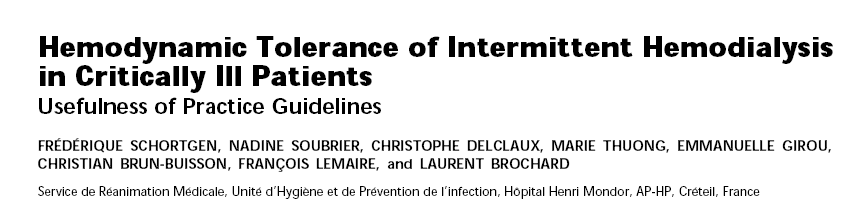 Hemodynamic Tolerance of Intermittent Hemodialysis
in Critically Ill Patients
Usefulness of Practice Guidelines
FRÉDÉRIQUE SCHORTGEN, NADINE SOUBRIER, CHRISTOPHE DELCLAUX, MARIE THUONG, EMMANUELLE GIROU,
CHRISTIAN BRUN-BUISSON, FRANÇOIS LEMAIRE, and LAURENT BROCHARD
Service de Réanimation Médicale, Unité d'Hygiène et de Prévention de l'infection, Hôpital Henri Mondor, AP-HP, Créteil, France